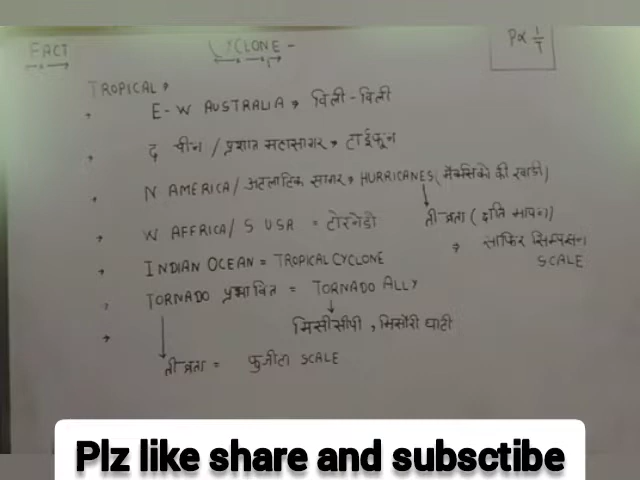 FACT CYCLONE - P∝ 1/T
TROPICAL →
E-W AUSTRALIA → विली-विली
द चीन / प्रशांत महासागर → टाईफून
N AMERICA / अटलांटिक सागर → HURRICANES (मैक्सिको की खाड़ी)
W AFFRICA / S USA = टोरनेडो तीव्रता (क्षति मापन)
→ साफिर सिम्पसन
SCALE
INDIAN OCEAN = TROPICAL CYCLONE
TORNADO प्रभावित = TORNADO ALLY
मिसीसीपी , मिसौरी घाटी
तीव्रता = फुजीटा SCALE
Plz like share and subsctibe